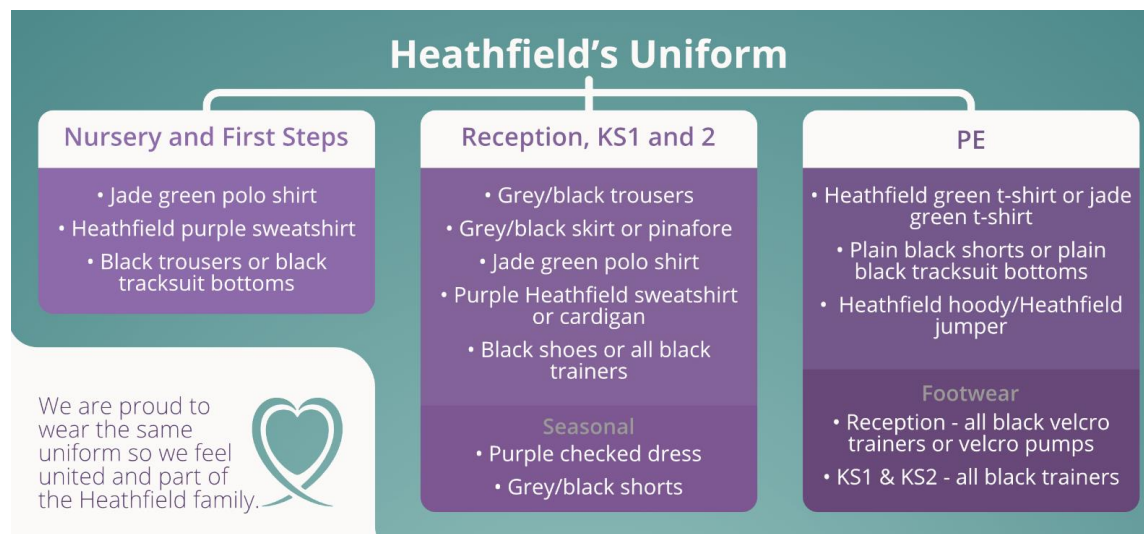 Heathfield's Uniform
Nursery and First Steps
• Jade green polo shirt
• Heathfield purple sweatshirt
• Black trousers or black
tracksuit bottoms
Reception, KS1 and 2
• Grey/black trousers
• Grey/black skirt or pinafore
• Jade green polo shirt
• Purple Heathfield sweatshirt
or cardigan
• Black shoes or all black
trainers
Seasonal
• Purple checked dress
• Grey/black shorts
PE
• Heathfield green t-shirt or jade
green t-shirt
• Plain black shorts or plain
black tracksuit bottoms
• Heathfield hoody/Heathfield
jumper
Footwear
• Reception - all black velcro
trainers or velcro pumps
• KS1 & KS2 - all black trainers
We are proud to
wear the same
uniform so we feel
united and part of
the Heathfield family.